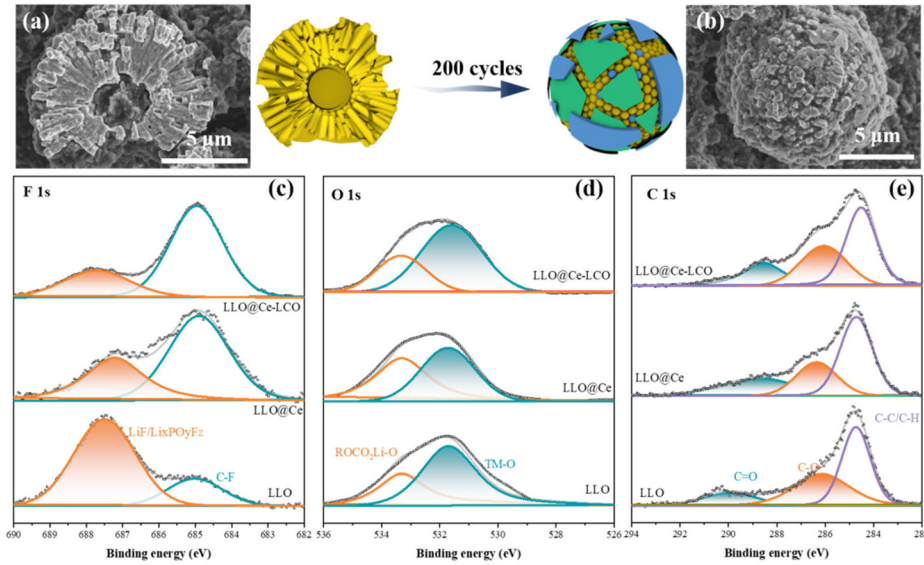 (a)
5 μm
200 cycles
(b)
5 μm
F 1s
(c)
LLO@Ce-LCO
LLO@Ce
LiF/LixPOyFz
C-F
LLO
690 689 688 687 686 685 684 683 682
Binding energy (eV)
O 1s
(d)
LLO@Ce-LCO
LLO@Ce
ROCO2Li-O
TM-O
LLO
536 534 532 530 528 526
Binding energy (eV)
C 1s
(e)
LLO@Ce-LCO
LLO@Ce
C-C/C-H
C-O
C=O
LLO
294 292 290 288 286 284
Binding energy (eV)